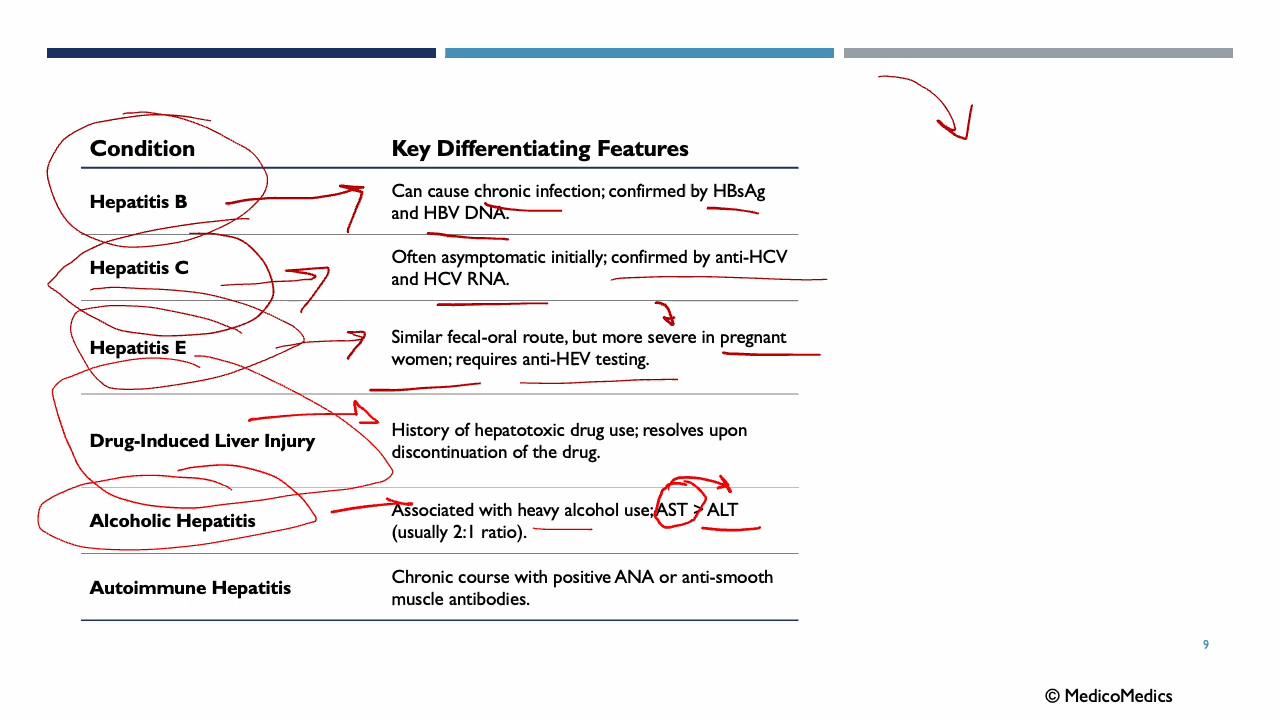 Condition Key Differentiating Features
Hepatitis B
Can cause chronic infection; confirmed by HBsAg
and HBV DNA.
Hepatitis C
Often asymptomatic initially; confirmed by anti-HCV
and HCV RNA.
Hepatitis E
Similar fecal-oral route, but more severe in pregnant
women; requires anti-HEV testing.
Drug-Induced Liver Injury
History of hepatotoxic drug use; resolves upon
discontinuation of the drug.
Alcoholic Hepatitis
Associated with heavy alcohol use; AST > ALT
(usually 2:1 ratio).
Autoimmune Hepatitis
Chronic course with positive ANA or anti-smooth
muscle antibodies.
9
© MedicoMedics